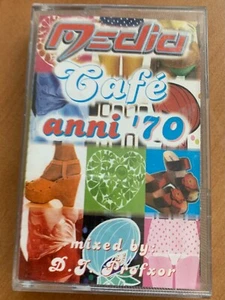 Media
Café
anni '70
mixed by:
D.J. Profxor